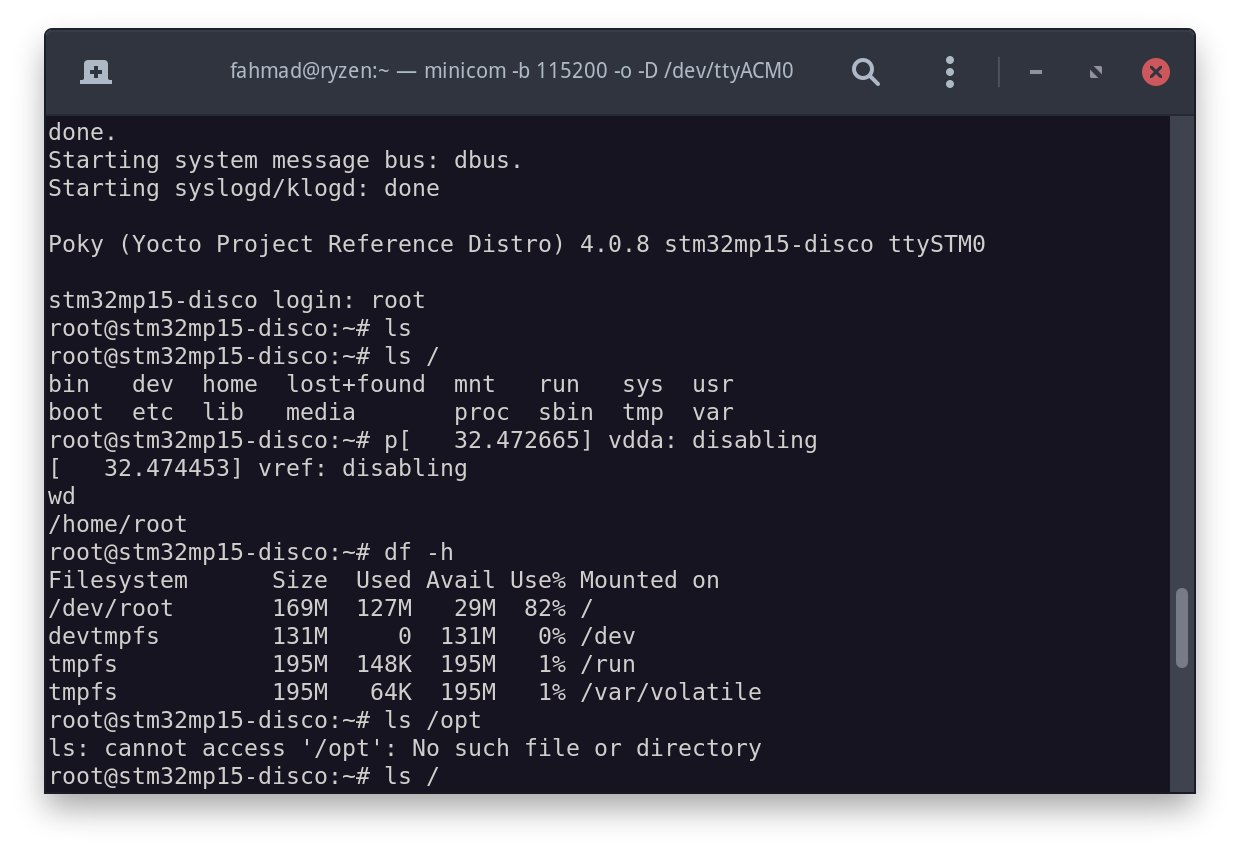 fahmad@ryzen:~ — minicom -b 115200 -o -D /dev/ttyACM0
done.
Starting system message bus: dbus.
Starting syslogd/klogd: done
Poky (Yocto Project Reference Distro) 4.0.8 stm32mp15-disco ttySTM0
stm32mp15-disco login: root
root@stm32mp15-disco:~# ls
root@stm32mp15-disco:~# ls /
bin   dev  home  lost+found  mnt   run   sys  usr
boot  etc  lib   media       proc  sbin  tmp  var
root@stm32mp15-disco:~# p[   32.472665] vdda: disabling
[   32.474453] vref: disabling
wd
/home/root
root@stm32mp15-disco:~# df -h
Filesystem      Size  Used Avail Use% Mounted on
/dev/root       169M  127M   29M  82% /
devtmpfs        131M     0  131M   0% /dev
tmpfs           195M  148K  195M   1% /run
tmpfs           195M   64K  195M   1% /var/volatile
root@stm32mp15-disco:~# ls /opt
ls: cannot access '/opt': No such file or directory
root@stm32mp15-disco:~# ls /